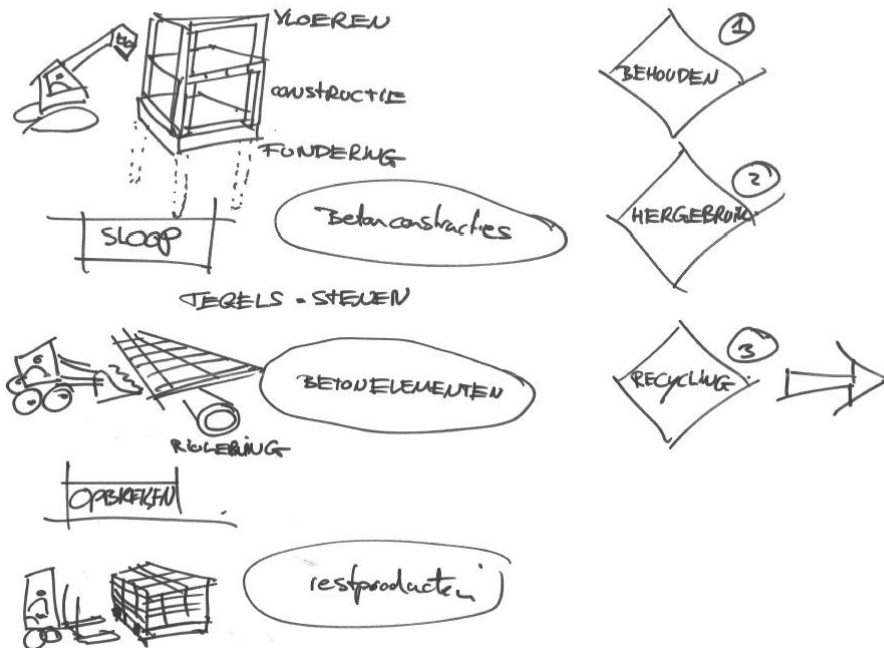 VLOEREN
1
BEHOUDEN
CONSTRUCTIE
FUNDERING
2
HERGEBRUIK
Betonconstructies
SLOOP
TEGELS - STENEN
3
BETONELEMENTEN
RECYCLING
RIOLERING
OPBREKEN
restproducten